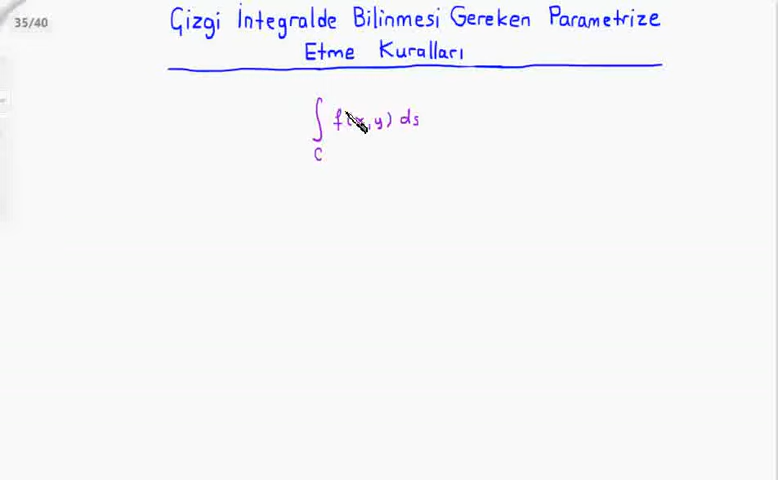 35/40
Çizgi İntegralde Bilinmesi Gereken Parametrize
Etme Kuralları
∫ f(x,y) ds
C